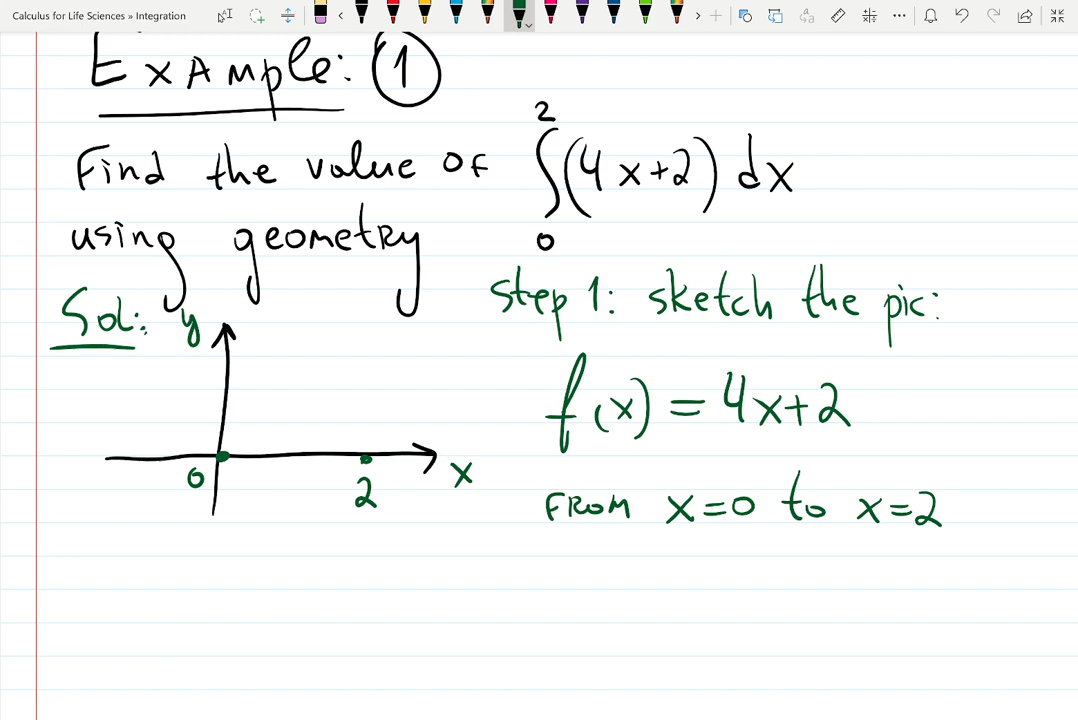 Calculus for Life Sciences » Integration
Example: 1
Find the value of ∫₀² (4x+2) dx
using geometry
Sol: step 1: sketch the pic:
y
f(x) = 4x+2
0 2 x
FROM x=0 to x=2